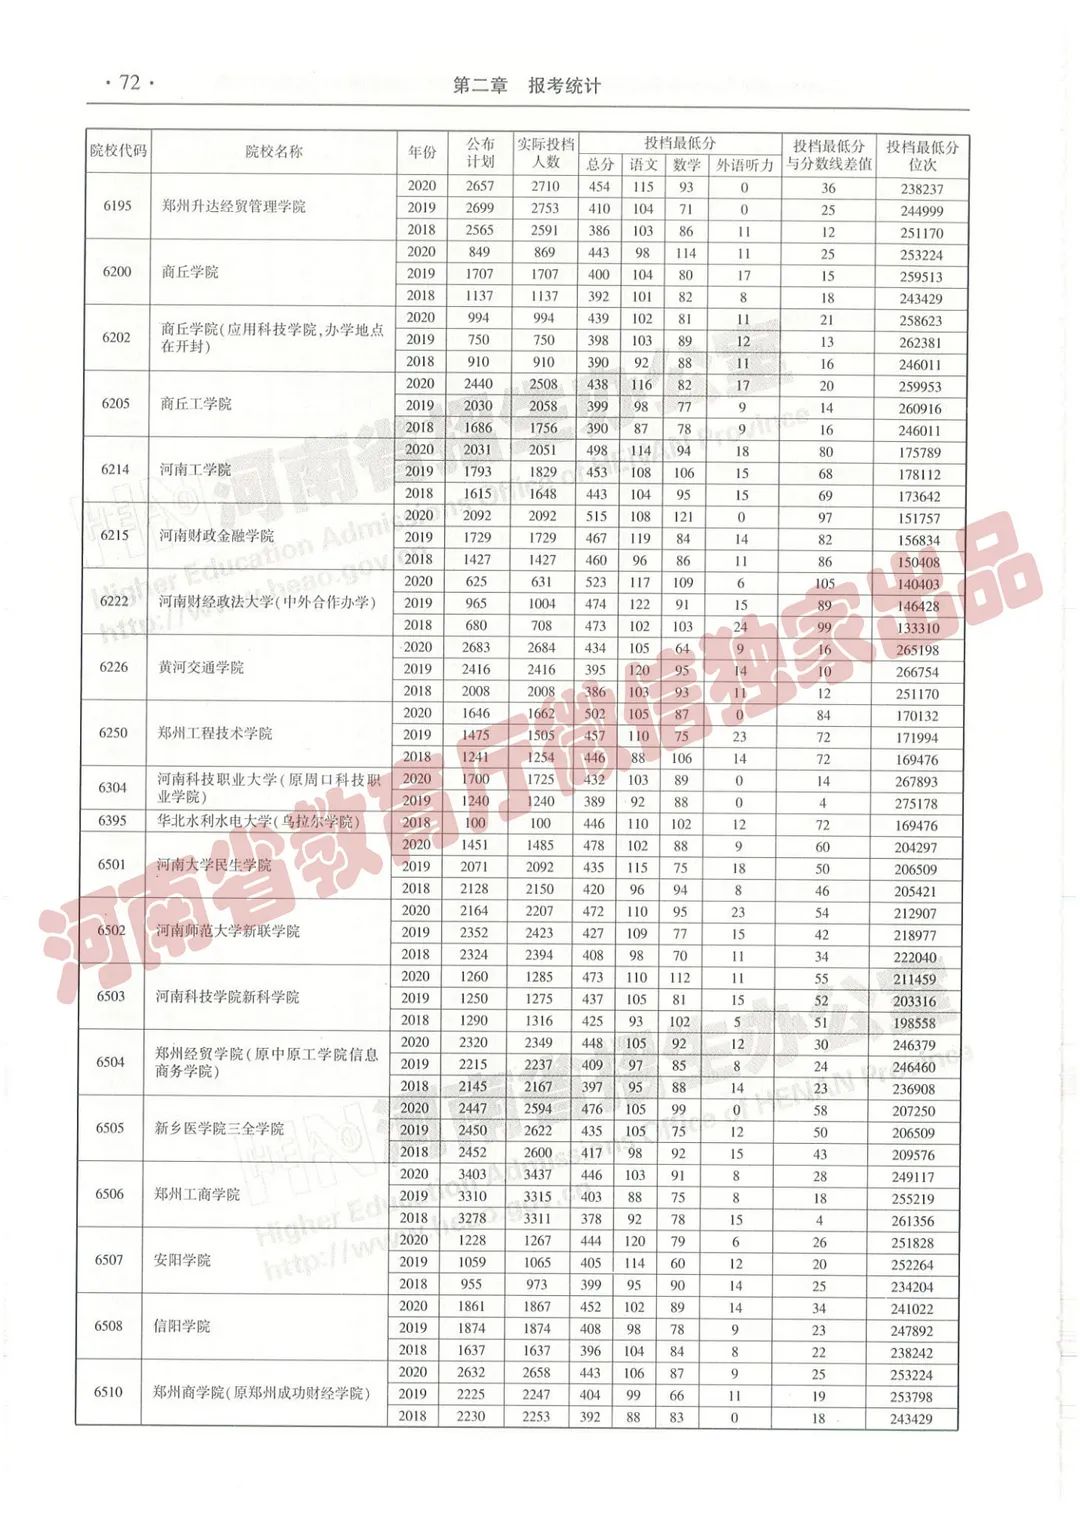 · 72 ·
第二章 报考统计
院校代码 院校名称 年份 公布计划 实际投档人数 投档最低分 投档最低分与分数线差值 投档最低分位次
总分 语文 数学 外语听力
6195 郑州升达经贸管理学院 2020 2657 2710 454 115 93 0 36 238237
2019 2699 2753 410 104 71 0 25 244999
2018 2565 2591 386 103 86 11 12 251170
6200 商丘学院 2020 849 869 443 98 114 11 25 253224
2019 1707 1707 400 104 80 17 15 259513
2018 1137 1137 392 101 82 8 18 243429
6202 商丘学院(应用科技学院,办学地点在开封) 2020 994 994 439 102 81 11 21 258623
2019 750 750 398 103 89 12 13 262381
2018 910 910 390 92 88 11 16 246011
6205 商丘工学院 2020 2440 2508 438 116 82 17 20 259953
2019 2030 2058 399 98 77 9 14 260916
2018 1686 1756 390 87 78 9 16 246011
6214 河南工学院 2020 2031 2051 498 114 94 18 80 175789
2019 1793 1829 453 108 106 15 68 178112
2018 1615 1648 443 104 95 15 69 173642
6215 河南财政金融学院 2020 2092 2092 515 108 121 0 97 151757
2019 1729 1729 467 119 84 14 82 156834
2018 1427 1427 460 96 86 11 86 150408
6222 河南财经政法大学(中外合作办学) 2020 625 631 523 117 109 6 105 140403
2019 965 1004 474 122 91 15 89 146428
2018 680 708 473 102 103 24 99 133310
6226 黄河交通学院 2020 2683 2684 434 105 64 9 16 265198
2019 2416 2416 395 120 95 14 10 266754
2018 2008 2008 386 103 93 11 12 251170
6250 郑州工程技术学院 2020 1646 1662 502 105 87 0 84 170132
2019 1475 1505 457 110 75 23 72 171994
2018 1241 1254 446 88 106 14 72 169476
6304 河南科技职业大学(原周口科技职业学院) 2020 1700 1725 432 103 89 0 14 267893
2019 1240 1240 389 92 88 0 4 275178
6395 华北水利水电大学(乌拉尔学院) 2018 100 100 446 110 102 12 72 169476
6501 河南大学民生学院 2020 1451 1485 478 102 88 9 60 204297
2019 2071 2092 435 115 75 18 50 206509
2018 2128 2150 420 96 94 8 46 205421
6502 河南师范大学新联学院 2020 2164 2207 472 110 95 23 54 212907
2019 2352 2423 427 109 77 15 42 218977
2018 2324 2394 408 98 70 11 34 222040
6503 河南科技学院新科学院 2020 1260 1285 473 110 112 11 55 211459
2019 1250 1275 437 105 81 15 52 203316
2018 1290 1316 425 93 102 5 51 198558
6504 郑州经贸学院(原中原工学院信息商务学院) 2020 2320 2349 448 105 92 12 30 246379
2019 2215 2237 409 97 85 8 24 246460
2018 2145 2167 397 95 88 14 23 236908
6505 新乡医学院三全学院 2020 2447 2594 476 105 99 0 58 207250
2019 2450 2622 435 105 75 12 50 206509
2018 2452 2600 417 98 92 15 43 209576
6506 郑州工商学院 2020 3403 3437 446 103 91 8 28 249117
2019 3310 3315 403 88 75 8 18 255219
2018 3278 3311 378 92 78 15 4 261356
6507 安阳学院 2020 1228 1267 444 120 79 6 26 251828
2019 1059 1065 405 114 60 12 20 252264
2018 955 973 399 95 90 14 25 234204
6508 信阳学院 2020 1861 1867 452 102 89 14 34 241022
2019 1874 1874 408 98 78 9 23 247892
2018 1637 1637 396 104 84 8 22 238242
6510 郑州商学院(原郑州成功财经学院) 2020 2632 2658 443 106 87 9 25 253224
2019 2225 2247 404 99 66 11 19 253798
2018 2230 2253 392 88 83 0 18 243429
河南省教育厅微信独家出品
河南省招生办公室
Higher Education Admissions Office of HENAN Province
http://www.heao.gov.cn
河南省招生办公室
Higher Education Admissions Office of HENAN Province
http://www.heao.gov.cn